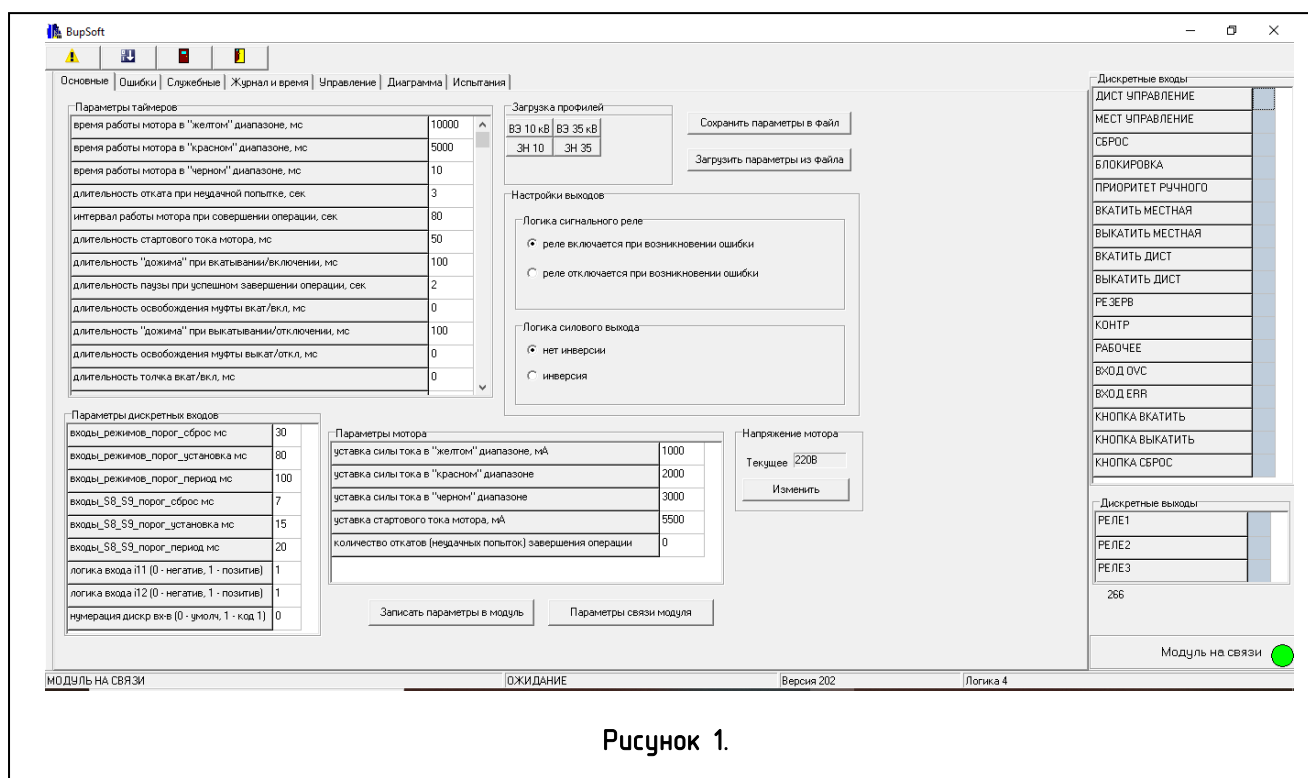 BupSoft
Основные Ошибки Служебные Журнал и время Управление Диаграмма Испытания
Параметры таймеров
время работы мотора в "желтом" диапазоне, мс 10000
время работы мотора в "красном" диапазоне, мс 5000
время работы мотора в "черном" диапазоне, мс 10
длительность отката при неудачной попытке, сек 3
интервал работы мотора при совершении операции, сек 80
длительность стартового тока мотора, мс 50
длительность "дожима" при вкатывании/включении, мс 100
длительность паузы при успешном завершении операции, сек 2
длительность освобождения муфты вкат/вкл, мс 0
длительность "дожима" при выкатывании/отключении, мс 100
длительность освобождения муфты выкат/откл, мс 0
длительность толчка вкат/вкл, мс 0
Загрузка профилей
ВЭ 10 кВ ВЭ 35 кВ
ЗН 10 ЗН 35
Сохранить параметры в файл
Загрузить параметры из файла
Настройки выходов
Логика сигнального реле
реле включается при возникновении ошибки
реле отключается при возникновении ошибки
Логика силового выхода
нет инверсии
инверсия
Параметры дискретных входов
входы_режимов_порог_сброс мс 30
входы_режимов_порог_установка мс 80
входы_режимов_порог_период мс 100
входы_S8_S9_порог_сброс мс 7
входы_S8_S9_порог_установка мс 15
входы_S8_S9_порог_период мс 20
логика входа i11 (0 - негатив, 1 - позитив) 1
логика входа i12 (0 - негатив, 1 - позитив) 1
нумерация дискр вх-в (0 - умолч, 1 - код 1) 0
Параметры мотора
уставка силы тока в "желтом" диапазоне, мА 1000
уставка силы тока в "красном" диапазоне 2000
уставка силы тока в "черном" диапазоне 3000
уставка стартового тока мотора, мА 5500
количество откатов (неудачных попыток) завершения операции 0
Напряжение мотора
Текущее 220В
Изменить
Записать параметры в модуль
Параметры связи модуля
Дискретные входы
ДИСТ УПРАВЛЕНИЕ
МЕСТ УПРАВЛЕНИЕ
СБРОС
БЛОКИРОВКА
ПРИОРИТЕТ РУЧНОГО
ВКАТИТЬ МЕСТНАЯ
ВЫКАТИТЬ МЕСТНАЯ
ВКАТИТЬ ДИСТ
ВЫКАТИТЬ ДИСТ
РЕЗЕРВ
КОНТР
РАБОЧЕЕ
ВХОД OVC
ВХОД ERR
КНОПКА ВКАТИТЬ
КНОПКА ВЫКАТИТЬ
КНОПКА СБРОС
Дискретные выходы
РЕЛЕ1
РЕЛЕ2
РЕЛЕ3
266
Модуль на связи
МОДУЛЬ НА СВЯЗИ ОЖИДАНИЕ Версия 202 Логика 4
Рисунок 1.